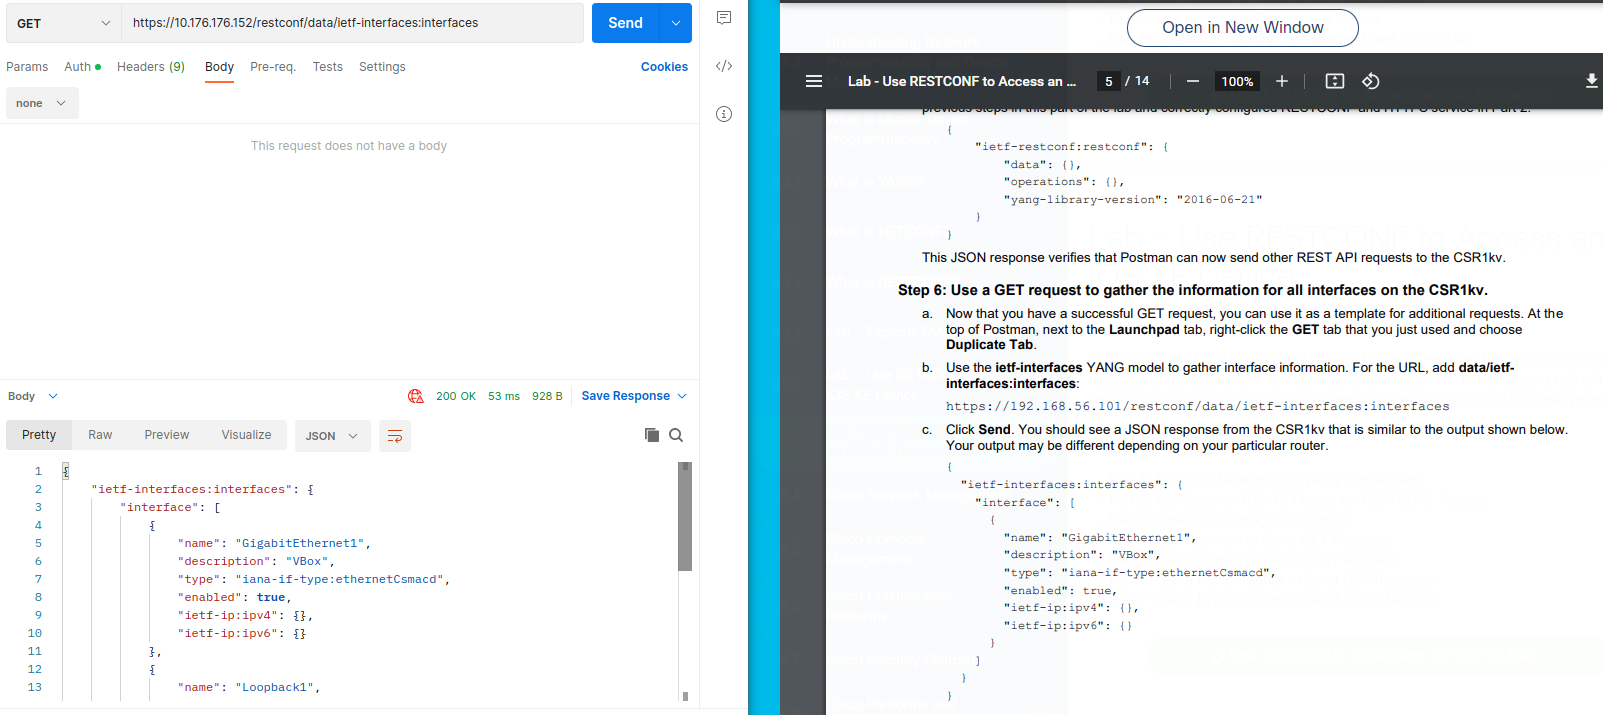 GET
https://10.176.176.152/restconf/data/ietf-interfaces:interfaces
Send
Params
Auth
Headers (9)
Body
Pre-req.
Tests
Settings
Cookies
none
This request does not have a body
Body
200 OK
53 ms
928 B
Save Response
Pretty
Raw
Preview
Visualize
JSON
1 {
2 "ietf-interfaces:interfaces": {
3 "interface": [
4 {
5 "name": "GigabitEthernet1",
6 "description": "VBox",
7 "type": "iana-if-type:ethernetCsmacd",
8 "enabled": true,
9 "ietf-ip:ipv4": {},
10 "ietf-ip:ipv6": {}
11 },
12 {
13 "name": "Loopback1",
Open in New Window
Lab - Use RESTCONF to Access an ...
5 / 14
100%
previous steps in this part of the lab and correctly configured RESTCONF and HTTPS service in Part 2.
{
"ietf-restconf:restconf": {
"data": {},
"operations": {},
"yang-library-version": "2016-06-21"
}
}
This JSON response verifies that Postman can now send other REST API requests to the CSR1kv.
Step 6: Use a GET request to gather the information for all interfaces on the CSR1kv.
a. Now that you have a successful GET request, you can use it as a template for additional requests. At the
top of Postman, next to the Launchpad tab, right-click the GET tab that you just used and choose
Duplicate Tab.
b. Use the ietf-interfaces YANG model to gather interface information. For the URL, add data/ietf-
interfaces:interfaces:
https://192.168.56.101/restconf/data/ietf-interfaces:interfaces
c. Click Send. You should see a JSON response from the CSR1kv that is similar to the output shown below.
Your output may be different depending on your particular router.
{
"ietf-interfaces:interfaces": {
"interface": [
{
"name": "GigabitEthernet1",
"description": "VBox",
"type": "iana-if-type:ethernetCsmacd",
"enabled": true,
"ietf-ip:ipv4": {},
"ietf-ip:ipv6": {}
}
]
}
}